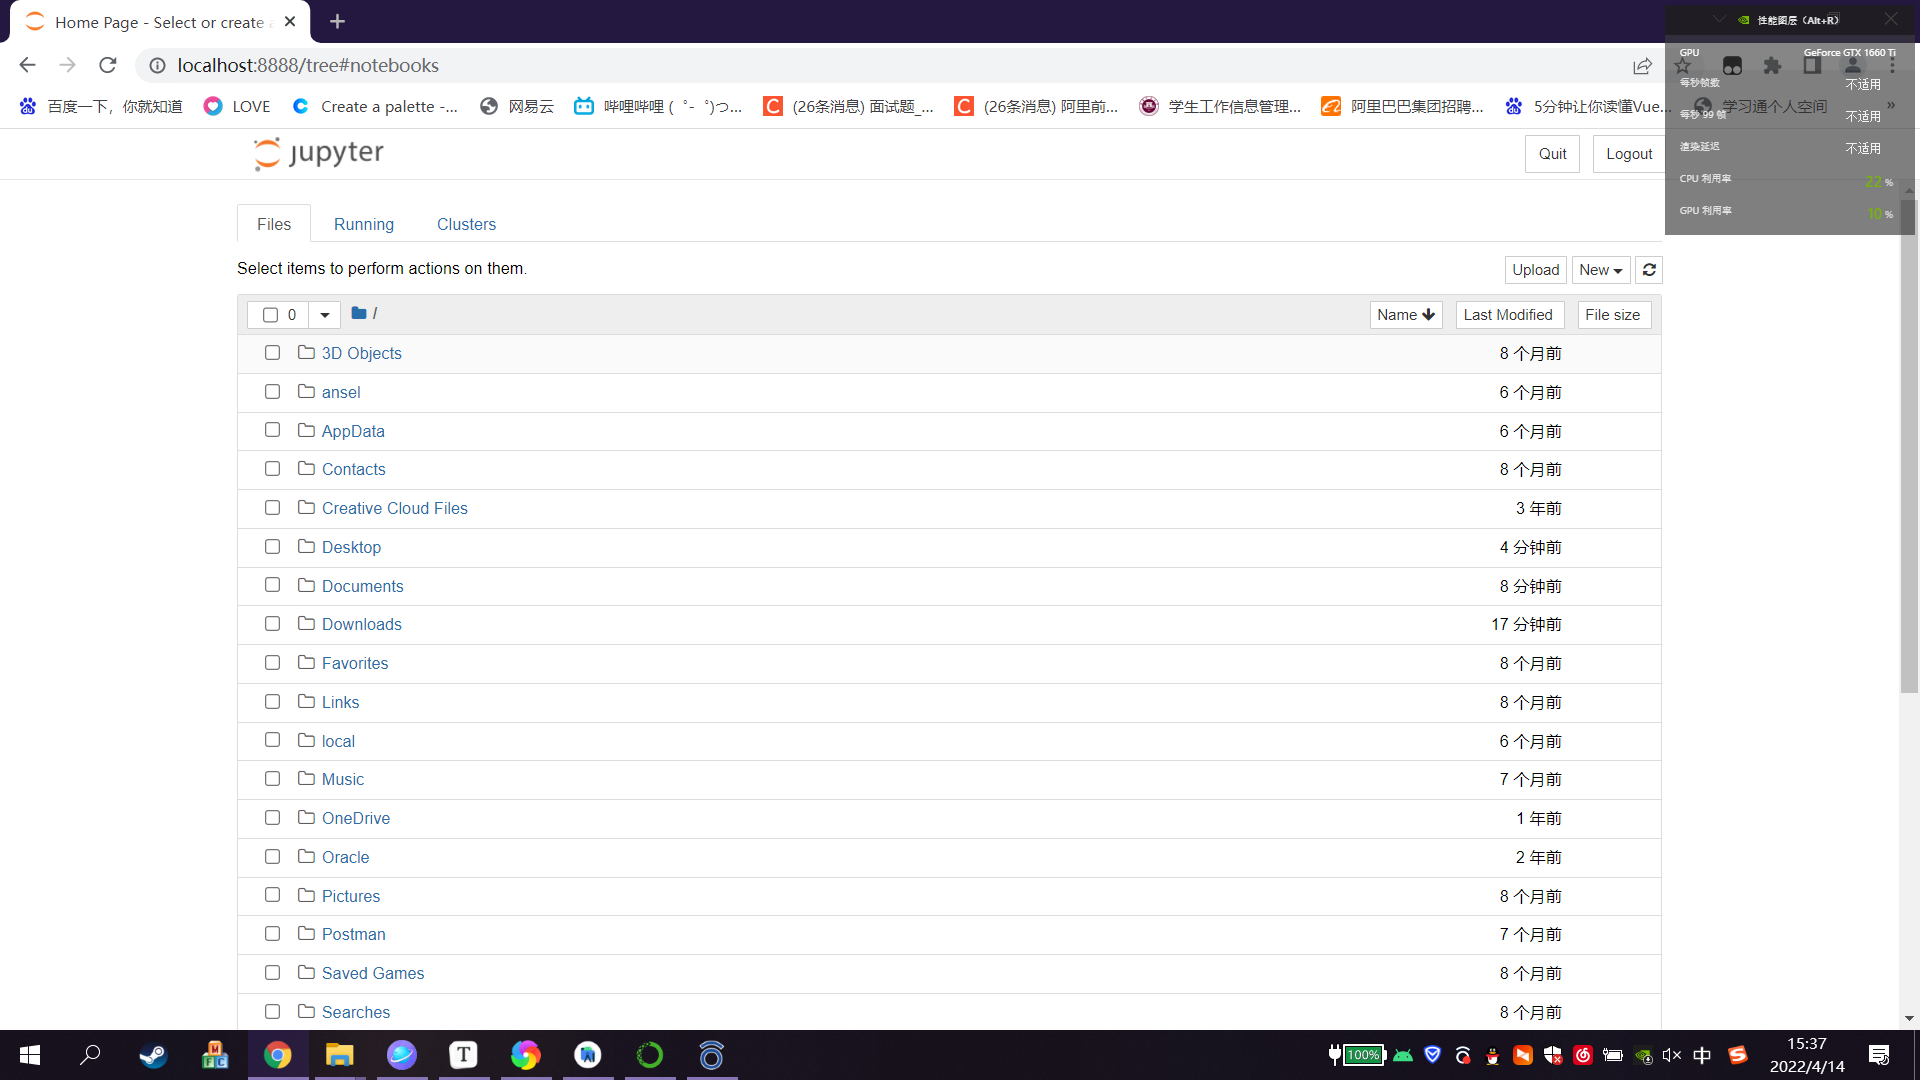 Home Page - Select or create a
性能图层 (Alt+R)
localhost:8888/tree#notebooks
GPU
GeForce GTX 1660 Ti
每秒帧数
不适用
每秒 99 帧
不适用
渲染延迟
不适用
CPU 利用率
22 %
GPU 利用率
10 %
百度一下，你就知道
LOVE
Create a palette -...
网易云
哔哩哔哩 ( ゜- ゜)つ...
(26条消息) 面试题_...
(26条消息) 阿里前...
学生工作信息管理...
阿里巴巴集团招聘...
5分钟让你读懂Vue...
学习通个人空间
»
jupyter
Quit
Logout
Files
Running
Clusters
Select items to perform actions on them.
Upload
New
0
/
Name
Last Modified
File size
3D Objects
8 个月前
ansel
6 个月前
AppData
6 个月前
Contacts
8 个月前
Creative Cloud Files
3 年前
Desktop
4 分钟前
Documents
8 分钟前
Downloads
17 分钟前
Favorites
8 个月前
Links
8 个月前
local
6 个月前
Music
7 个月前
OneDrive
1 年前
Oracle
2 年前
Pictures
8 个月前
Postman
7 个月前
Saved Games
8 个月前
Searches
8 个月前
100%
中
15:37
2022/4/14